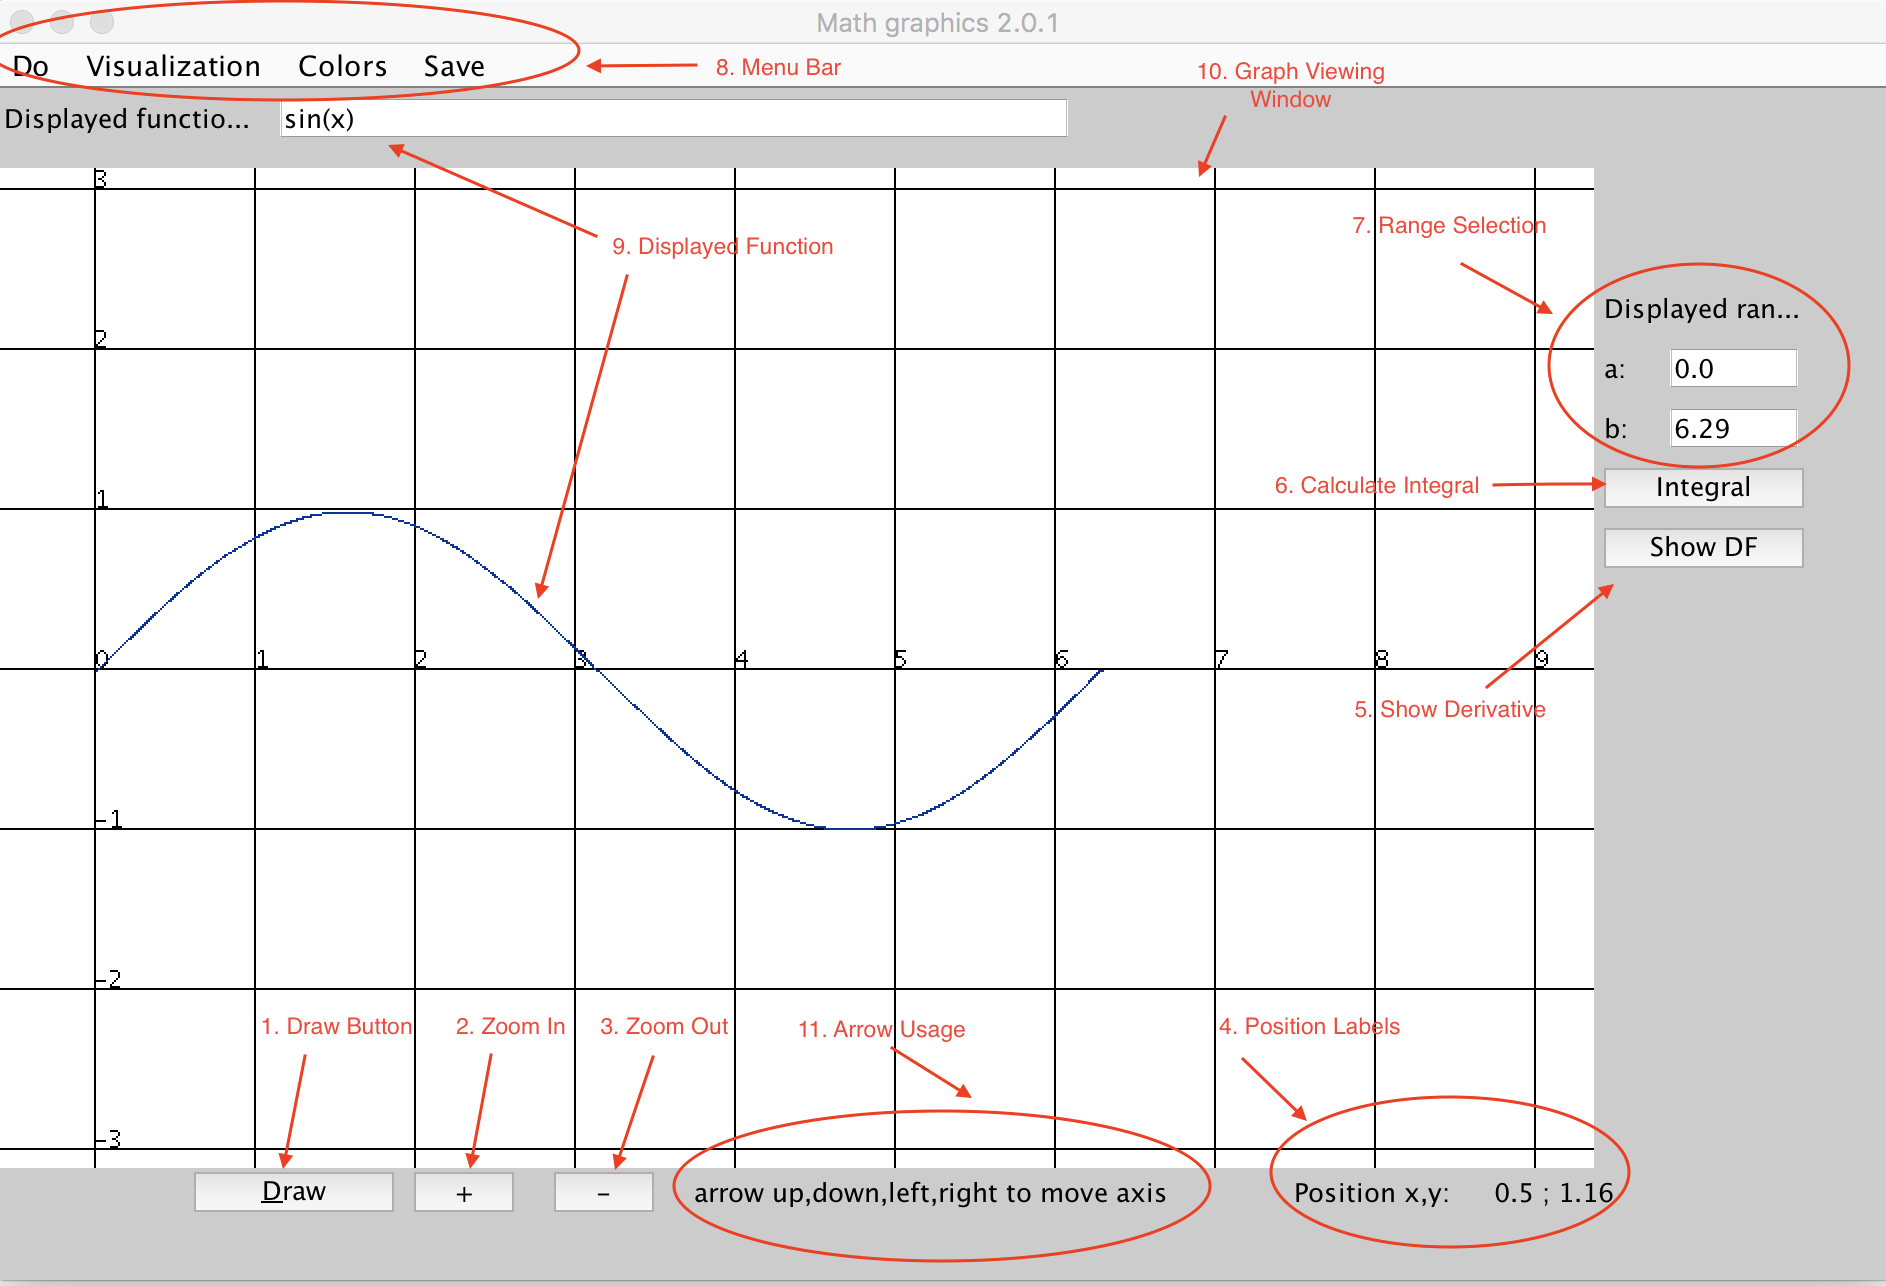 Math graphics 2.0.1
Do Visualization Colors Save
8. Menu Bar
10. Graph Viewing
Window
Displayed functio... sin(x)
3
7. Range Selection
9. Displayed Function
Displayed ran...
2
a: 0.0
b: 6.29
6. Calculate Integral
Integral
1
Show DF
0 1 2 3 4 5 6 7 8 9
5. Show Derivative
-1
-2
1. Draw Button 2. Zoom In 3. Zoom Out 11. Arrow Usage 4. Position Labels
-3
Draw + - arrow up,down,left,right to move axis Position x,y: 0.5 ; 1.16